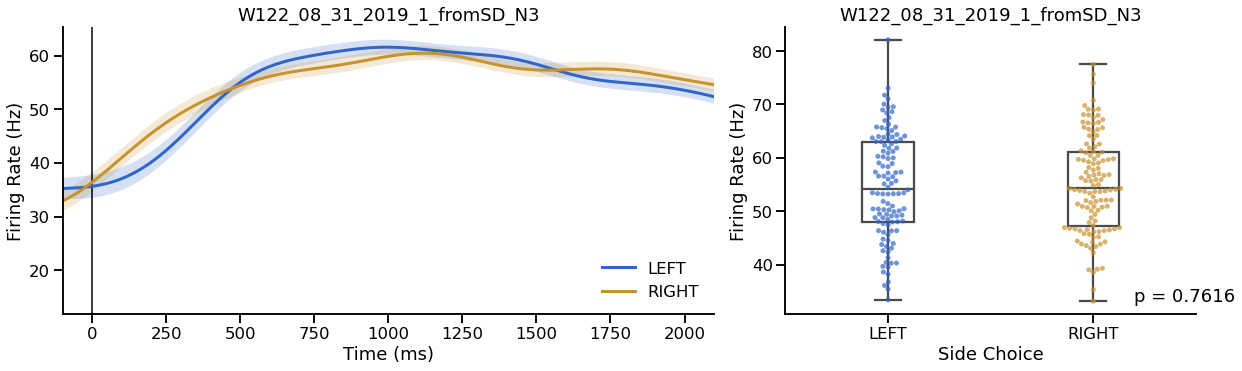 W122_08_31_2019_1_fromSD_N3
Firing Rate (Hz)
60
50
40
30
20
LEFT
RIGHT
0 250 500 750 1000 1250 1500 1750 2000
Time (ms)
W122_08_31_2019_1_fromSD_N3
Firing Rate (Hz)
80
70
60
50
40
p = 0.7616
LEFT RIGHT
Side Choice